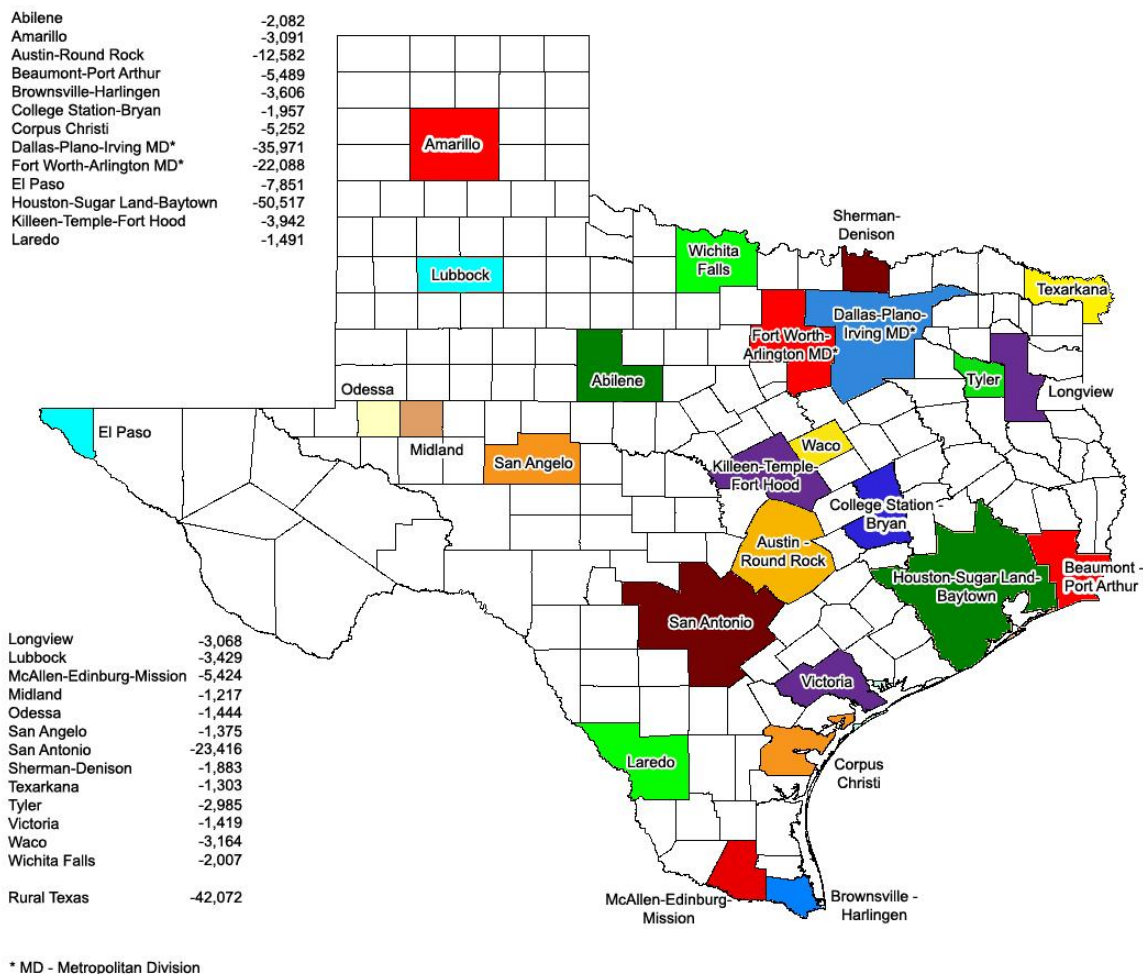 Abilene -2,082
Amarillo -3,091
Austin-Round Rock -12,582
Beaumont-Port Arthur -5,489
Brownsville-Harlingen -3,606
College Station-Bryan -1,957
Corpus Christi -5,252
Dallas-Plano-Irving MD* -35,971
Fort Worth-Arlington MD* -22,088
El Paso -7,851
Houston-Sugar Land-Baytown -50,517
Killeen-Temple-Fort Hood -3,942
Laredo -1,491
Amarillo
Sherman-
Denison
Wichita
Falls
Lubbock
Texarkana
Dallas-Plano-
Irving MD*
Fort Worth-
Arlington MD*
Abilene
Tyler
Longview
Odessa
El Paso
Midland
San Angelo
Waco
Killeen-Temple-
Fort Hood
College Station -
Bryan
Austin -
Round Rock
Houston-Sugar Land-
Baytown
Beaumont -
Port Arthur
San Antonio
Victoria
Laredo
Corpus
Christi
McAllen-Edinburg-
Mission
Brownsville -
Harlingen
Longview -3,068
Lubbock -3,429
McAllen-Edinburg-Mission -5,424
Midland -1,217
Odessa -1,444
San Angelo -1,375
San Antonio -23,416
Sherman-Denison -1,883
Texarkana -1,303
Tyler -2,985
Victoria -1,419
Waco -3,164
Wichita Falls -2,007
Rural Texas -42,072
* MD - Metropolitan Division